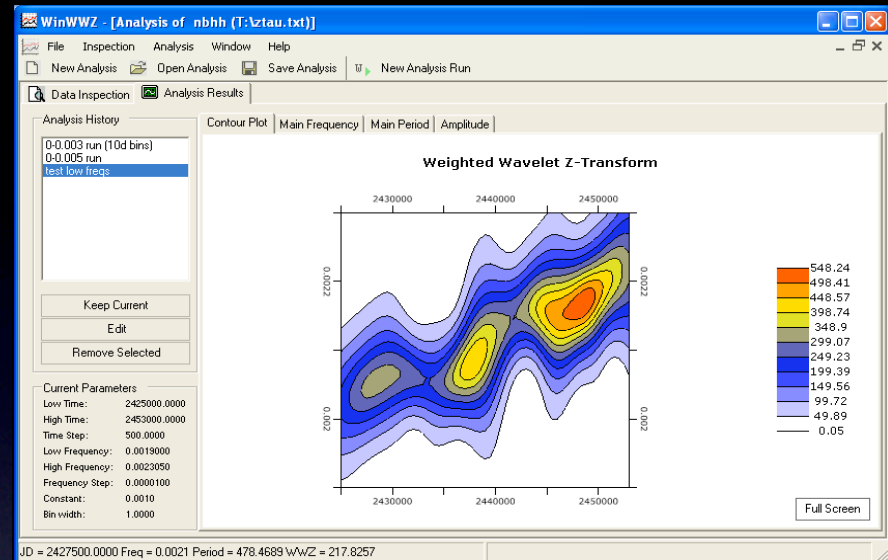 WinWWZ - [Analysis of nbhh (T:\ztau.txt)]
File Inspection Analysis Window Help
New Analysis Open Analysis Save Analysis New Analysis Run
Data Inspection Analysis Results
Analysis History
0-0.003 run (10d bins)
0-0.005 run
test low freqs
Keep Current
Edit
Remove Selected
Current Parameters
Low Time: 2425000.0000
High Time: 2453000.0000
Time Step: 500.0000
Low Frequency: 0.0019000
High Frequency: 0.0023050
Frequency Step: 0.0000100
Constant: 0.0010
Bin width: 1.0000
Contour Plot Main Frequency Main Period Amplitude
Weighted Wavelet Z-Transform
2430000 2440000 2450000
0.0022 0.0022
0.002 0.002
2430000 2440000 2450000
548.24
498.41
448.57
398.74
348.9
299.07
249.23
199.39
149.56
99.72
49.89
0.05
Full Screen
JD = 2427500.0000 Freq = 0.0021 Period = 478.4689 WWZ = 217.8257